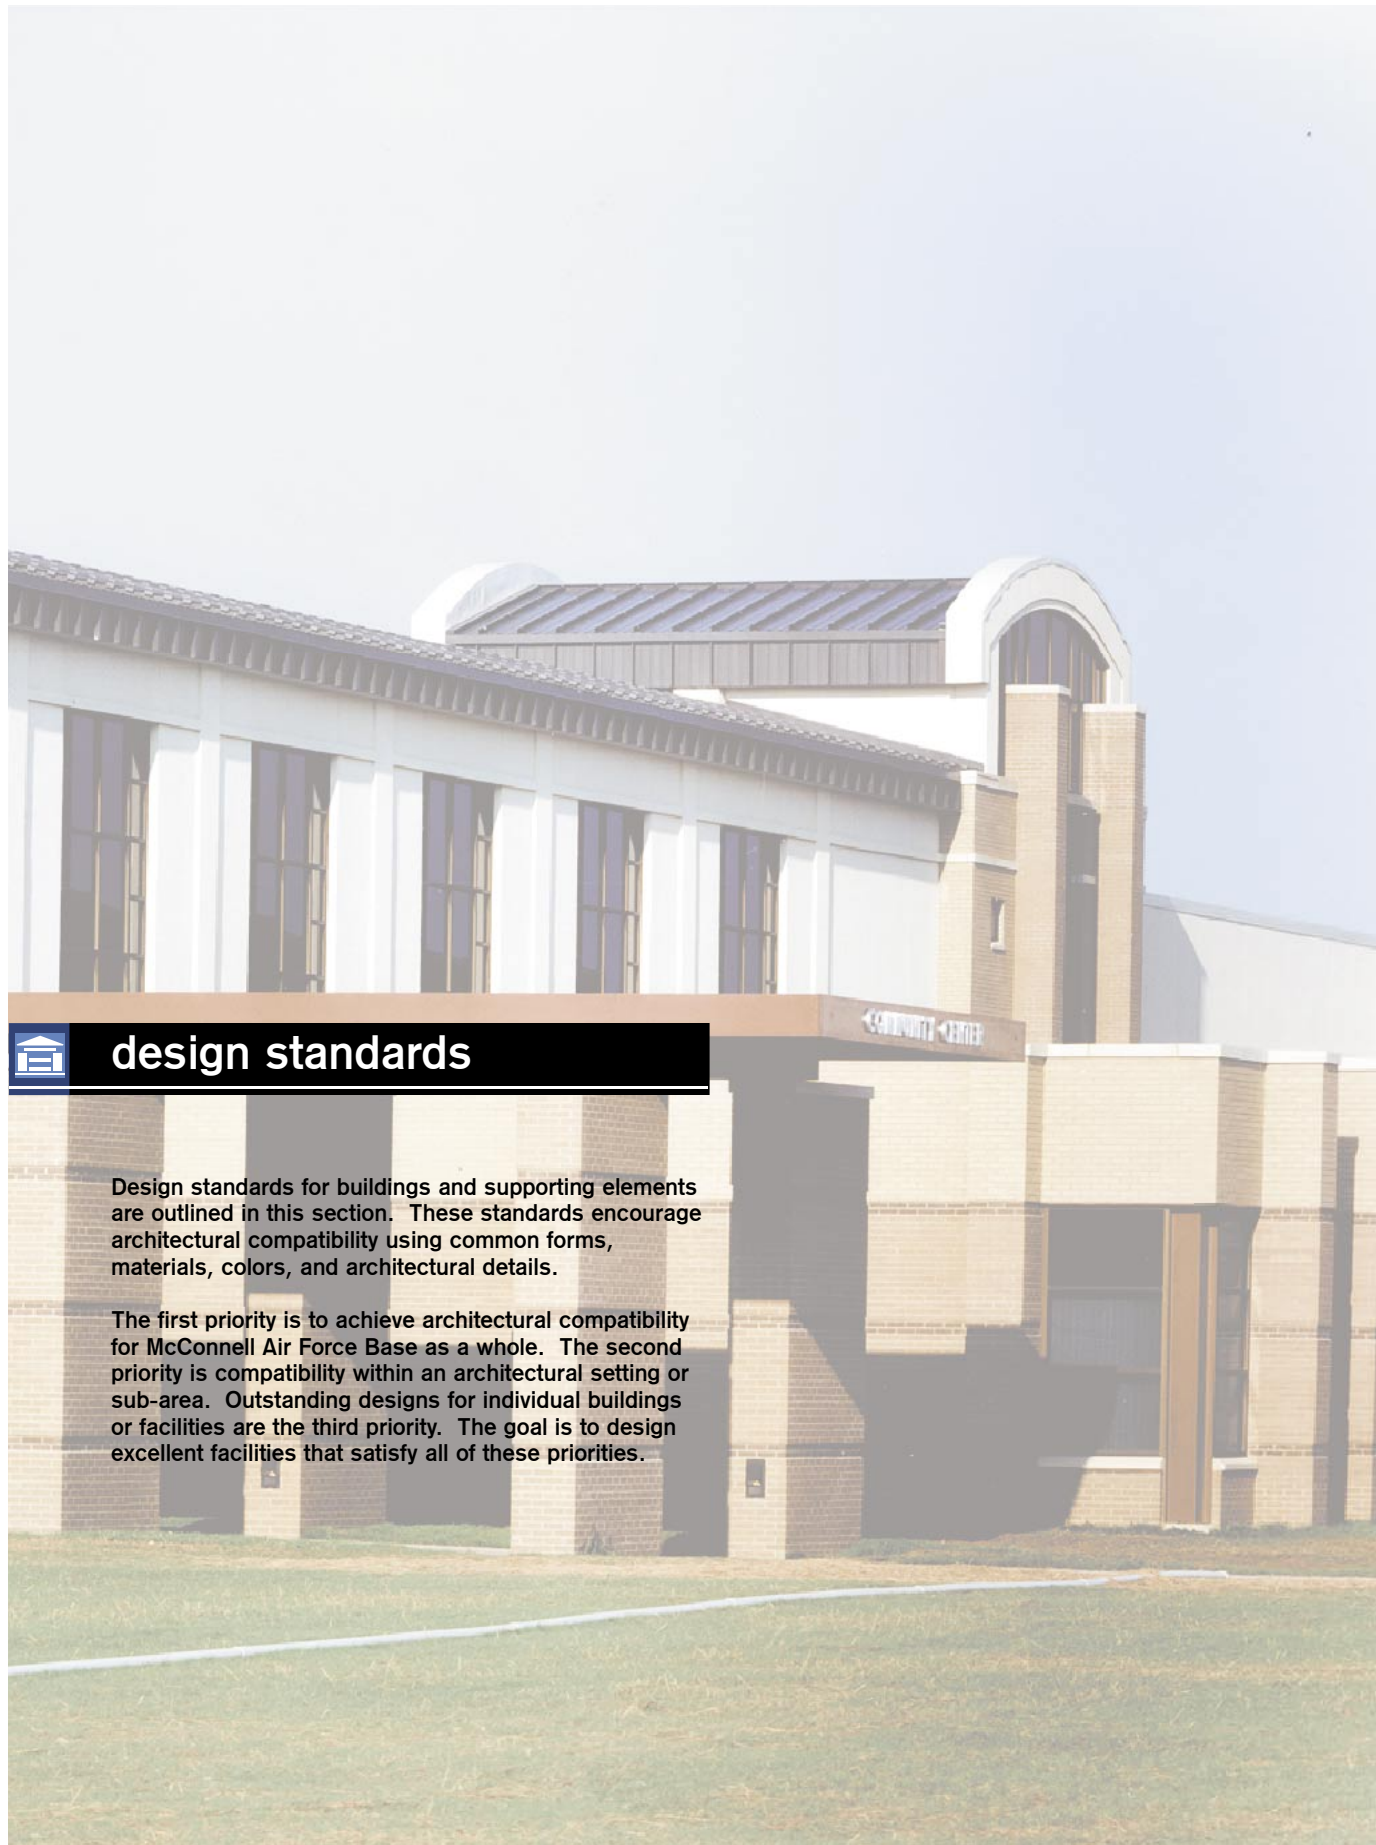 COMMUNITY CENTER
design standards
Design standards for buildings and supporting elements
are outlined in this section.  These standards encourage
architectural compatibility using common forms,
materials, colors, and architectural details.
The first priority is to achieve architectural compatibility
for McConnell Air Force Base as a whole.  The second
priority is compatibility within an architectural setting or
sub-area.  Outstanding designs for individual buildings
or facilities are the third priority.  The goal is to design
excellent facilities that satisfy all of these priorities.